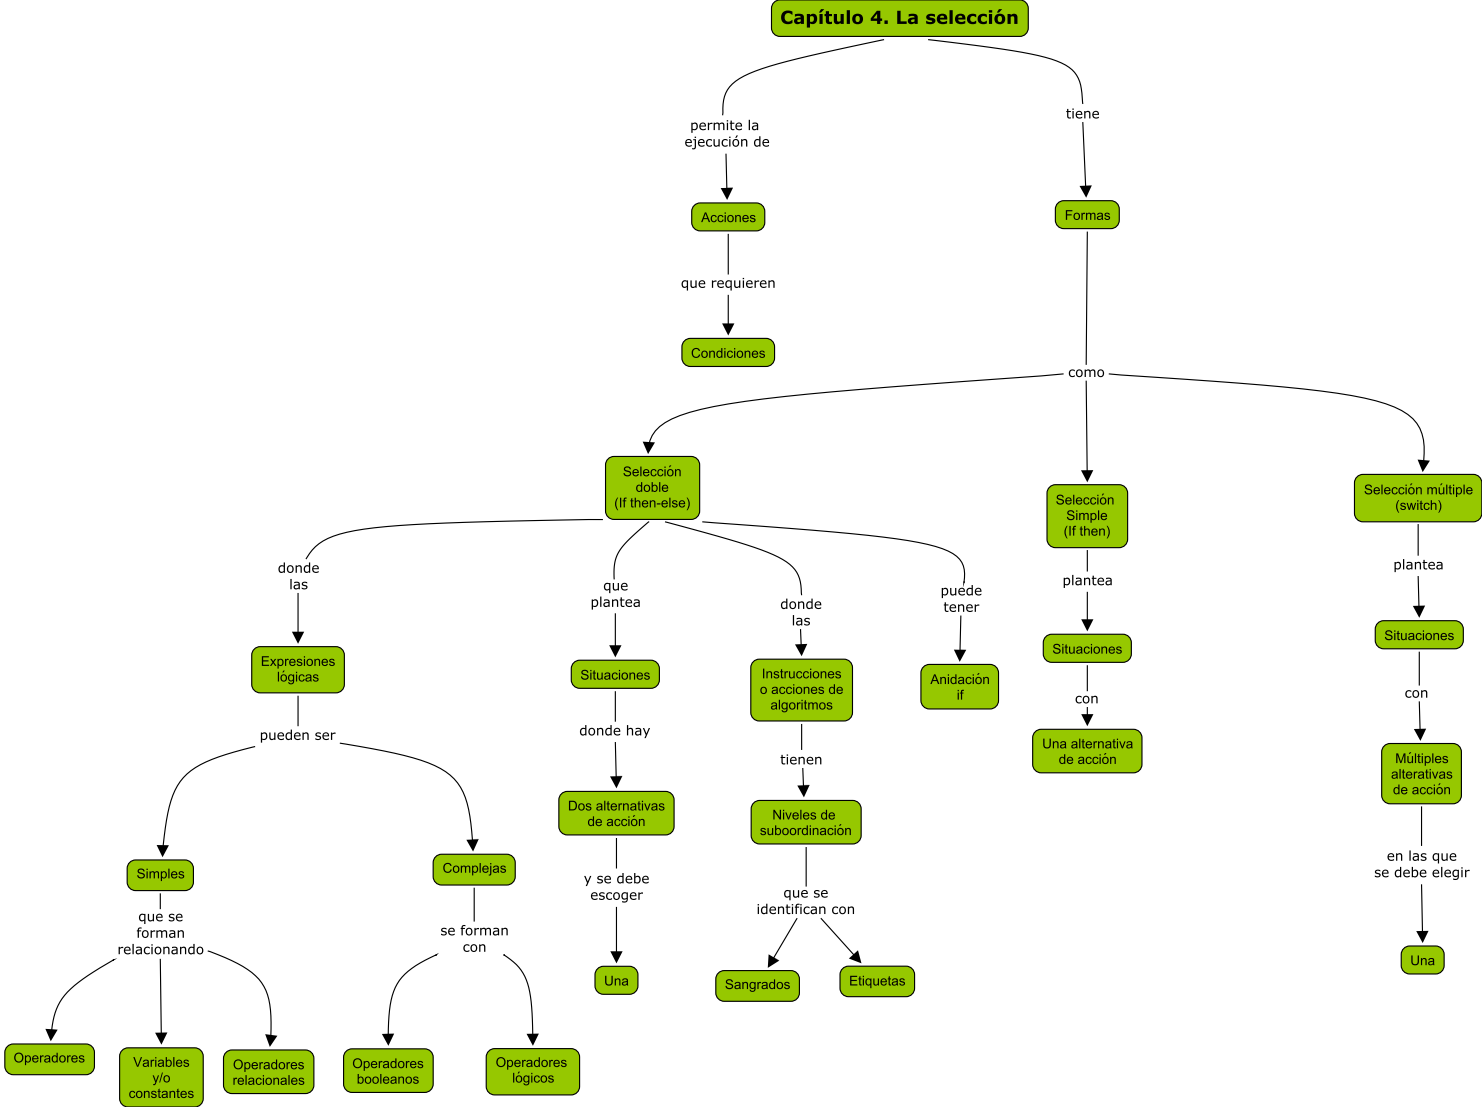 Capítulo 4. La selección
permite la
ejecución de
tiene
Acciones
Formas
que requieren
Condiciones
como
Selección
doble
(If then-else)
Selección
Simple
(If then)
Selección múltiple
(switch)
donde
las
que
plantea
donde
las
puede
tener
plantea
plantea
Expresiones
lógicas
Situaciones
Instrucciones
o acciones de
algoritmos
Anidación
if
Situaciones
Situaciones
pueden ser
donde hay
tienen
con
con
Una alternativa
de acción
Múltiples
alterativas
de acción
Dos alternativas
de acción
Niveles de
suboordinación
Simples
Complejas
y se debe
escoger
que se
identifican con
en las que
se debe elegir
que se
forman
relacionando
se forman
con
Una
Sangrados
Etiquetas
Una
Operadores
Variables
y/o
constantes
Operadores
relacionales
Operadores
booleanos
Operadores
lógicos